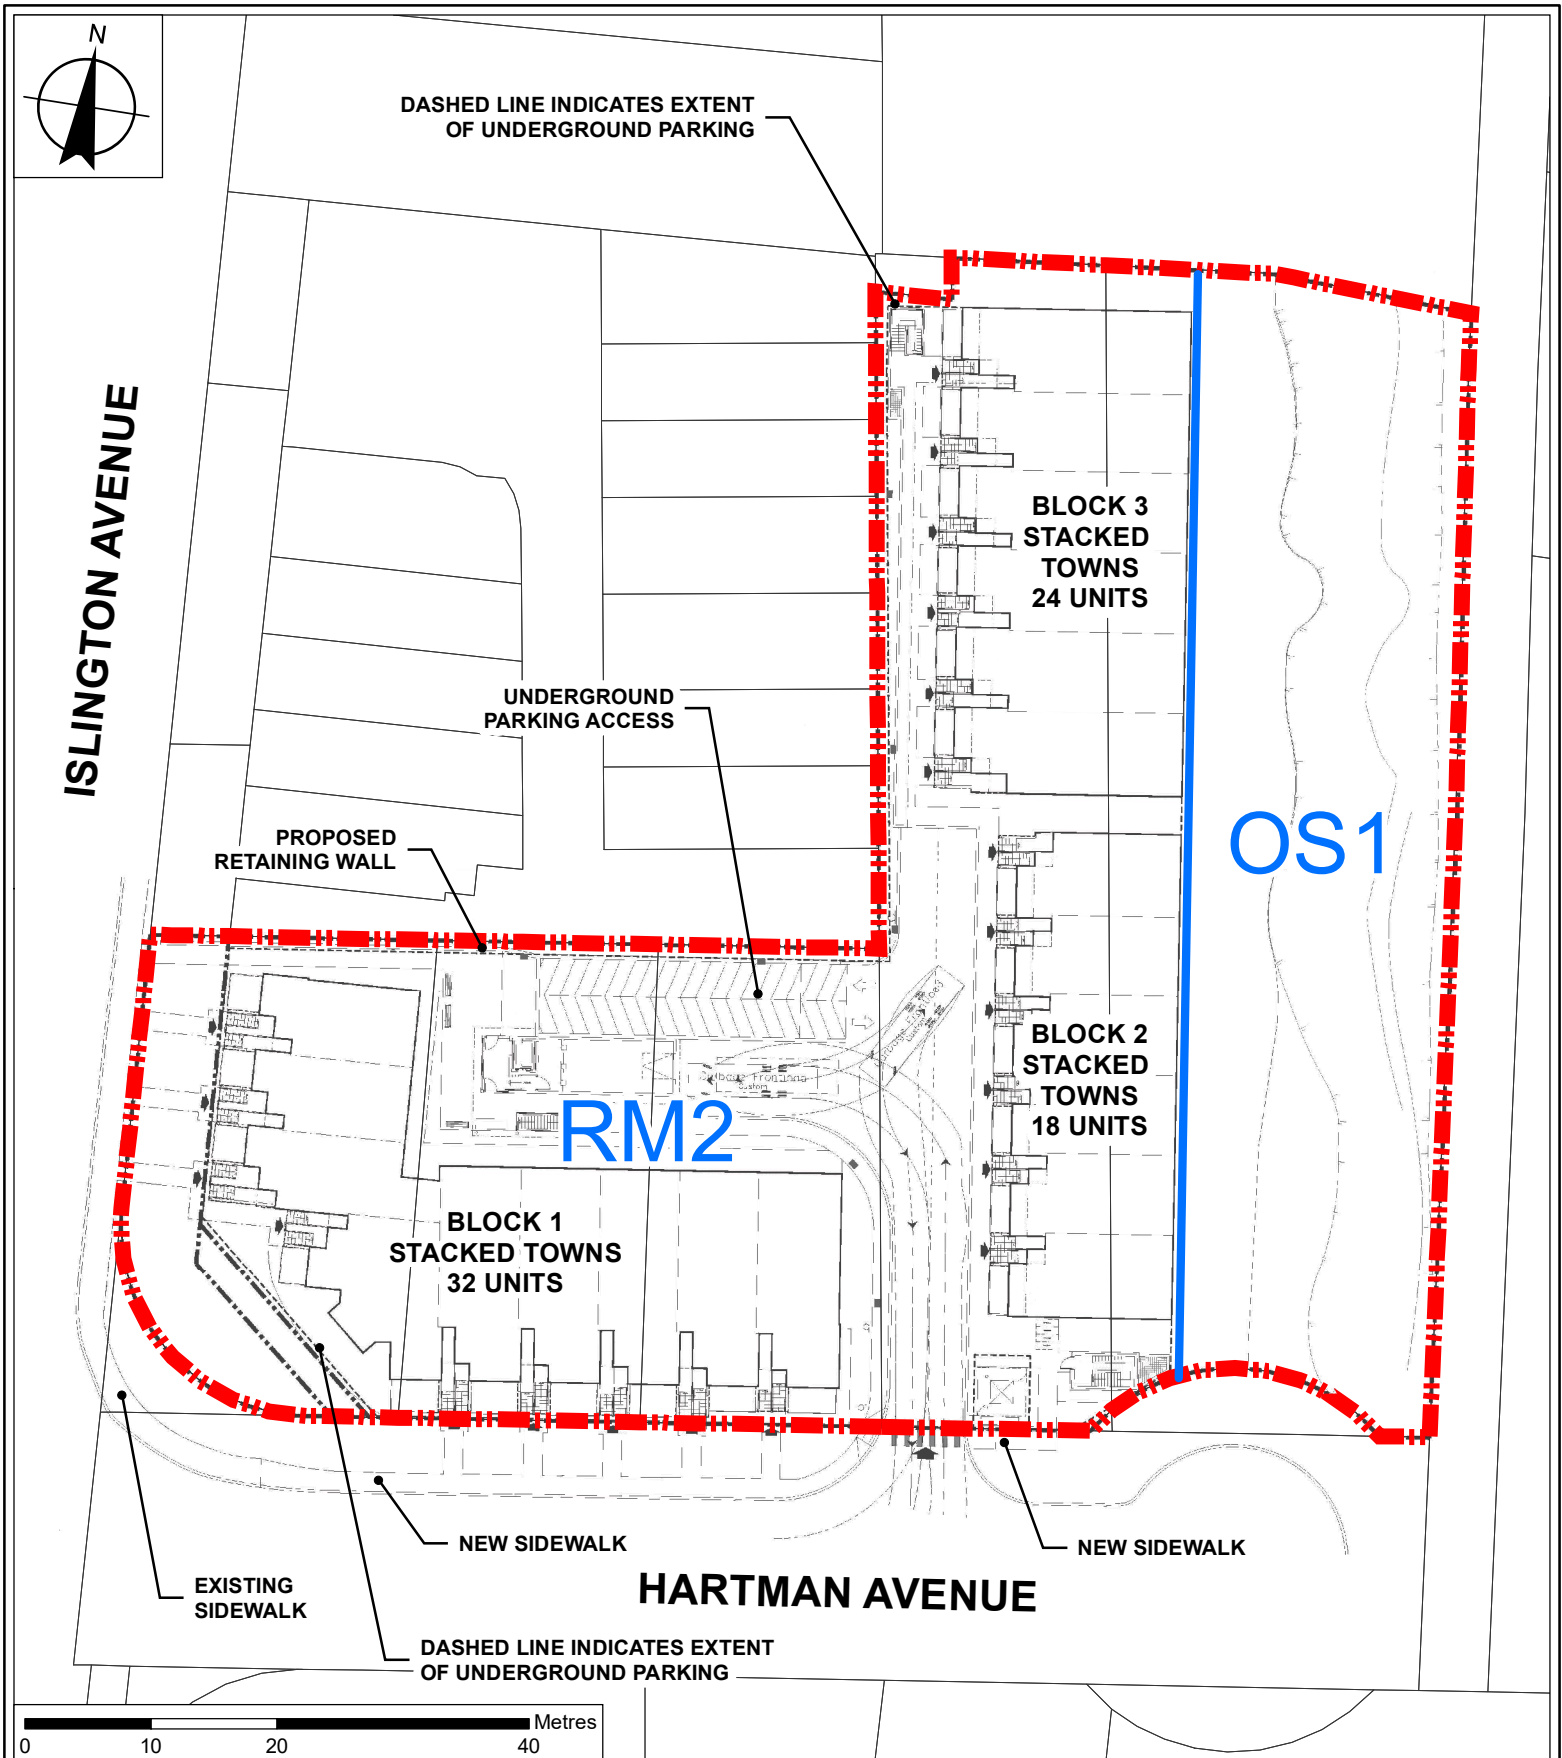 N
DASHED LINE INDICATES EXTENT
OF UNDERGROUND PARKING
ISLINGTON AVENUE
BLOCK 3
STACKED
TOWNS
24 UNITS
UNDERGROUND
PARKING ACCESS
PROPOSED
RETAINING WALL
OS1
BLOCK 2
STACKED
TOWNS
18 UNITS
RM2
BLOCK 1
STACKED TOWNS
32 UNITS
NEW SIDEWALK
NEW SIDEWALK
EXISTING
SIDEWALK
HARTMAN AVENUE
DASHED LINE INDICATES EXTENT
OF UNDERGROUND PARKING
Metres
0 10 20 40